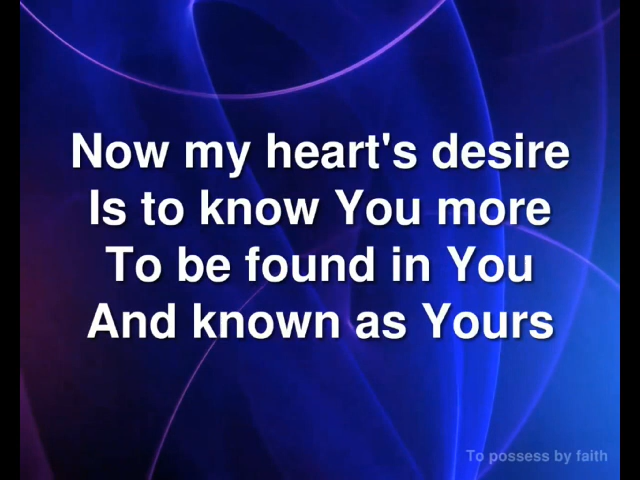 Now my heart's desire
Is to know You more
To be found in You
And known as Yours
To possess by faith